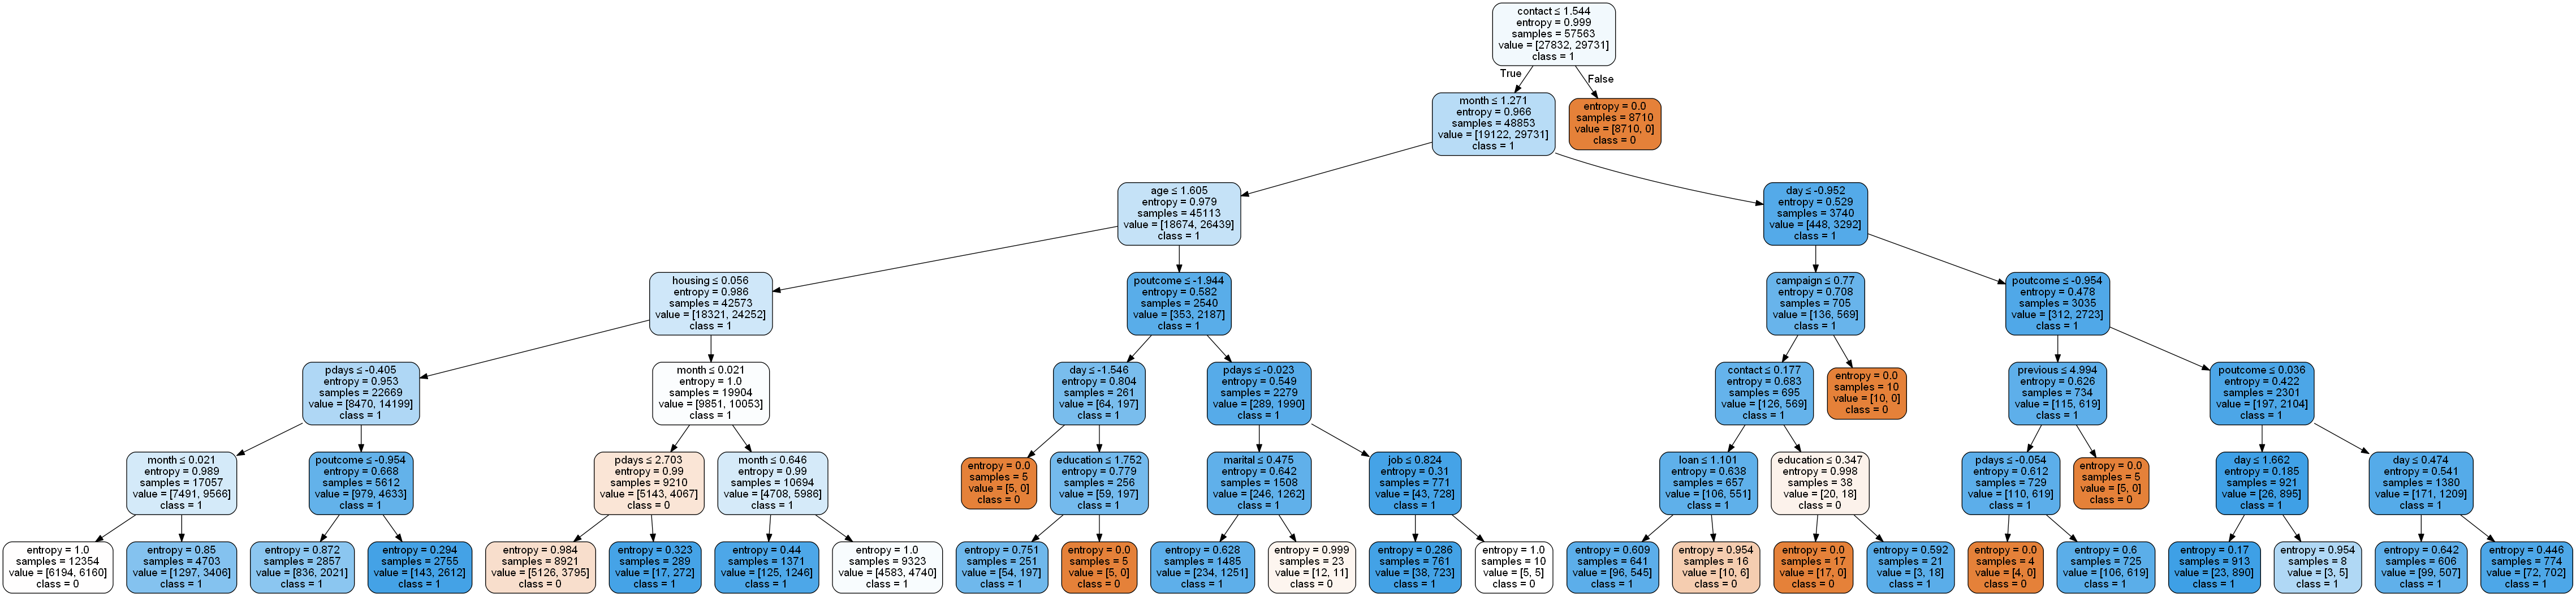 contact ≤ 1.544
entropy = 0.999
samples = 57563
value = [27832, 29731]
class = 1
True
False
month ≤ 1.271
entropy = 0.966
samples = 48853
value = [19122, 29731]
class = 1
entropy = 0.0
samples = 8710
value = [8710, 0]
class = 0
age ≤ 1.605
entropy = 0.979
samples = 45113
value = [18674, 26439]
class = 1
day ≤ -0.952
entropy = 0.529
samples = 3740
value = [448, 3292]
class = 1
housing ≤ 0.056
entropy = 0.986
samples = 42573
value = [18321, 24252]
class = 1
poutcome ≤ -1.944
entropy = 0.582
samples = 2540
value = [353, 2187]
class = 1
campaign ≤ 0.77
entropy = 0.708
samples = 705
value = [136, 569]
class = 1
poutcome ≤ -0.954
entropy = 0.478
samples = 3035
value = [312, 2723]
class = 1
pdays ≤ -0.405
entropy = 0.953
samples = 22669
value = [8470, 14199]
class = 1
month ≤ 0.021
entropy = 1.0
samples = 19904
value = [9851, 10053]
class = 1
day ≤ -1.546
entropy = 0.804
samples = 261
value = [64, 197]
class = 1
pdays ≤ -0.023
entropy = 0.549
samples = 2279
value = [289, 1990]
class = 1
contact ≤ 0.177
entropy = 0.683
samples = 695
value = [126, 569]
class = 1
entropy = 0.0
samples = 10
value = [10, 0]
class = 0
previous ≤ 4.994
entropy = 0.626
samples = 734
value = [115, 619]
class = 1
poutcome ≤ 0.036
entropy = 0.422
samples = 2301
value = [197, 2104]
class = 1
month ≤ 0.021
entropy = 0.989
samples = 17057
value = [7491, 9566]
class = 1
poutcome ≤ -0.954
entropy = 0.668
samples = 5612
value = [979, 4633]
class = 1
pdays ≤ 2.703
entropy = 0.99
samples = 9210
value = [5143, 4067]
class = 0
month ≤ 0.646
entropy = 0.99
samples = 10694
value = [4708, 5986]
class = 1
entropy = 0.0
samples = 5
value = [5, 0]
class = 0
education ≤ 1.752
entropy = 0.779
samples = 256
value = [59, 197]
class = 1
marital ≤ 0.475
entropy = 0.642
samples = 1508
value = [246, 1262]
class = 1
job ≤ 0.824
entropy = 0.31
samples = 771
value = [43, 728]
class = 1
loan ≤ 1.101
entropy = 0.638
samples = 657
value = [106, 551]
class = 1
education ≤ 0.347
entropy = 0.998
samples = 38
value = [20, 18]
class = 0
pdays ≤ -0.054
entropy = 0.612
samples = 729
value = [110, 619]
class = 1
entropy = 0.0
samples = 5
value = [5, 0]
class = 0
day ≤ 1.662
entropy = 0.185
samples = 921
value = [26, 895]
class = 1
day ≤ 0.474
entropy = 0.541
samples = 1380
value = [171, 1209]
class = 1
entropy = 1.0
samples = 12354
value = [6194, 6160]
class = 0
entropy = 0.85
samples = 4703
value = [1297, 3406]
class = 1
entropy = 0.872
samples = 2857
value = [836, 2021]
class = 1
entropy = 0.294
samples = 2755
value = [143, 2612]
class = 1
entropy = 0.984
samples = 8921
value = [5126, 3795]
class = 0
entropy = 0.323
samples = 289
value = [17, 272]
class = 1
entropy = 0.44
samples = 1371
value = [125, 1246]
class = 1
entropy = 1.0
samples = 9323
value = [4583, 4740]
class = 1
entropy = 0.751
samples = 251
value = [54, 197]
class = 1
entropy = 0.0
samples = 5
value = [5, 0]
class = 0
entropy = 0.628
samples = 1485
value = [234, 1251]
class = 1
entropy = 0.999
samples = 23
value = [12, 11]
class = 0
entropy = 0.286
samples = 761
value = [38, 723]
class = 1
entropy = 1.0
samples = 10
value = [5, 5]
class = 0
entropy = 0.609
samples = 641
value = [96, 545]
class = 1
entropy = 0.954
samples = 16
value = [10, 6]
class = 0
entropy = 0.0
samples = 17
value = [17, 0]
class = 0
entropy = 0.592
samples = 21
value = [3, 18]
class = 1
entropy = 0.0
samples = 4
value = [4, 0]
class = 0
entropy = 0.6
samples = 725
value = [106, 619]
class = 1
entropy = 0.17
samples = 913
value = [23, 890]
class = 1
entropy = 0.954
samples = 8
value = [3, 5]
class = 1
entropy = 0.642
samples = 606
value = [99, 507]
class = 1
entropy = 0.446
samples = 774
value = [72, 702]
class = 1